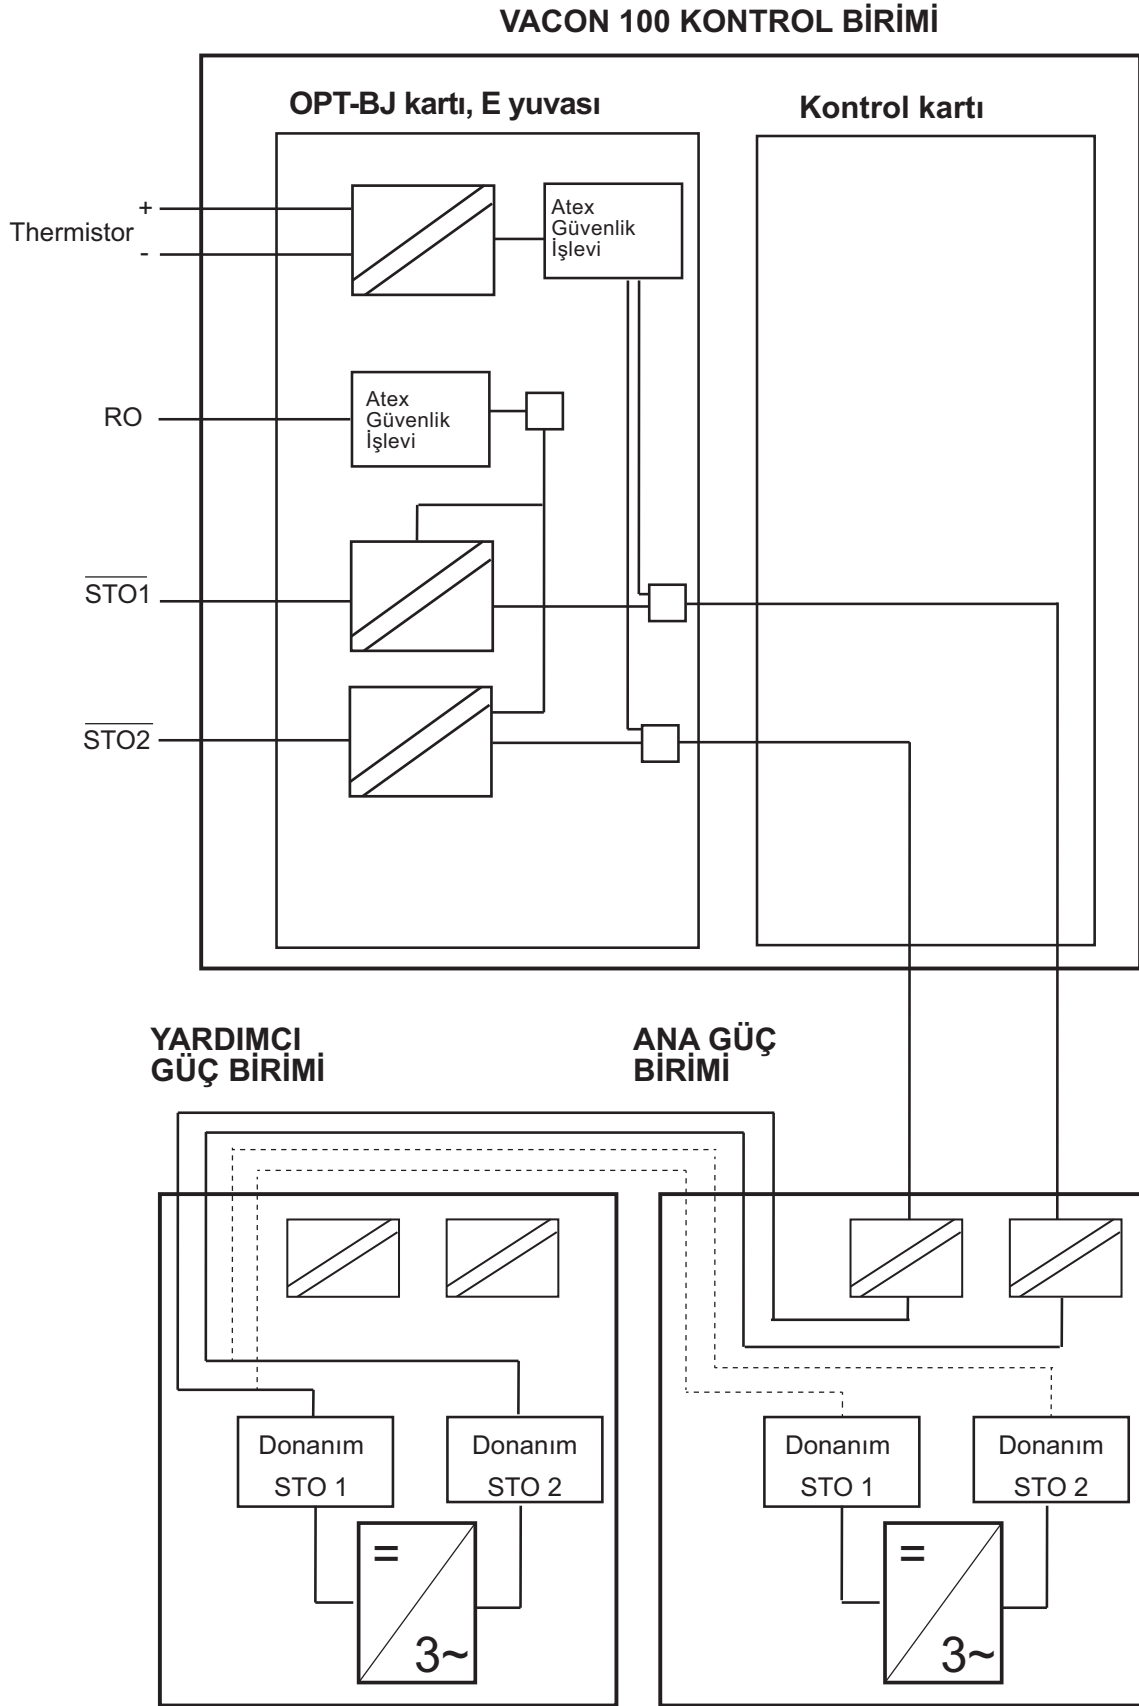 VACON 100 KONTROL BİRİMİ
OPT-BJ kartı, E yuvası
Kontrol kartı
+
Thermistor
-
Atex
Güvenlik
İşlevi
RO
Atex
Güvenlik
İşlevi
STO1
STO2
YARDIMCI
GÜÇ BİRİMİ
ANA GÜÇ
BİRİMİ
Donanım
STO 1
Donanım
STO 2
Donanım
STO 1
Donanım
STO 2
=
3~
=
3~